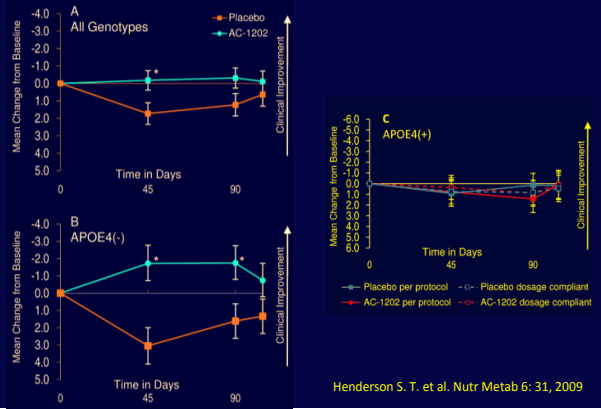 A
All Genotypes
Placebo
AC-1202
Mean Change from Baseline
-4.0
-3.0
-2.0
-1.0
0.0
1.0
2.0
3.0
4.0
5.0
*
Clinical Improvement
Time in Days
0
45
90
B
APOE4(-)
Mean Change from Baseline
-4.0
-3.0
-2.0
-1.0
0.0
1.0
2.0
3.0
4.0
5.0
*
*
Clinical Improvement
Time in Days
0
45
90
C
APOE4(+)
Mean Change from Baseline
-6.0
-5.0
-4.0
-3.0
-2.0
-1.0
0.0
1.0
2.0
3.0
4.0
5.0
6.0
Clinical Improvement
Time in Days
0
45
90
Placebo per protocol
Placebo dosage compliant
AC-1202 per protocol
AC-1202 dosage compliant
Henderson S. T. et al. Nutr Metab 6: 31, 2009